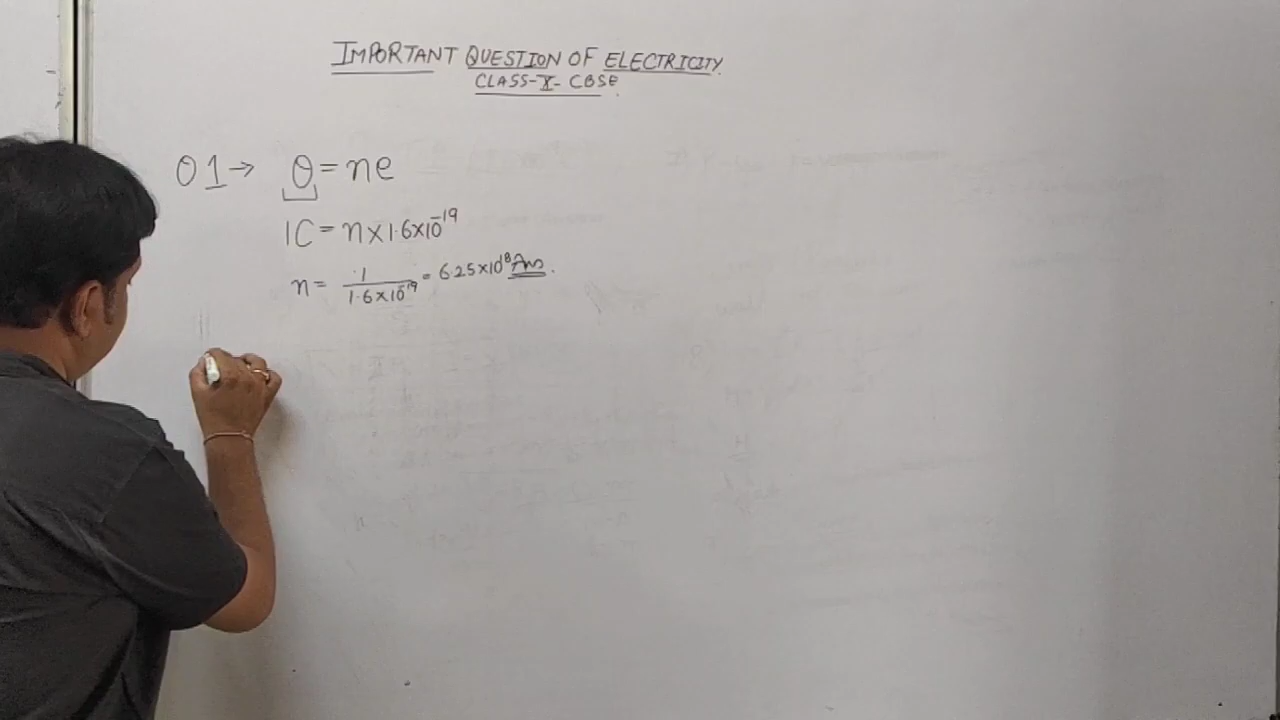 IMPORTANT QUESTION OF ELECTRICITY
CLASS-X- CBSE
Q 1 → Q = ne
1C = n×1.6×10⁻¹⁹
n = 1/1.6×10⁻¹⁹ = 6.25×10¹⁸ Ans.